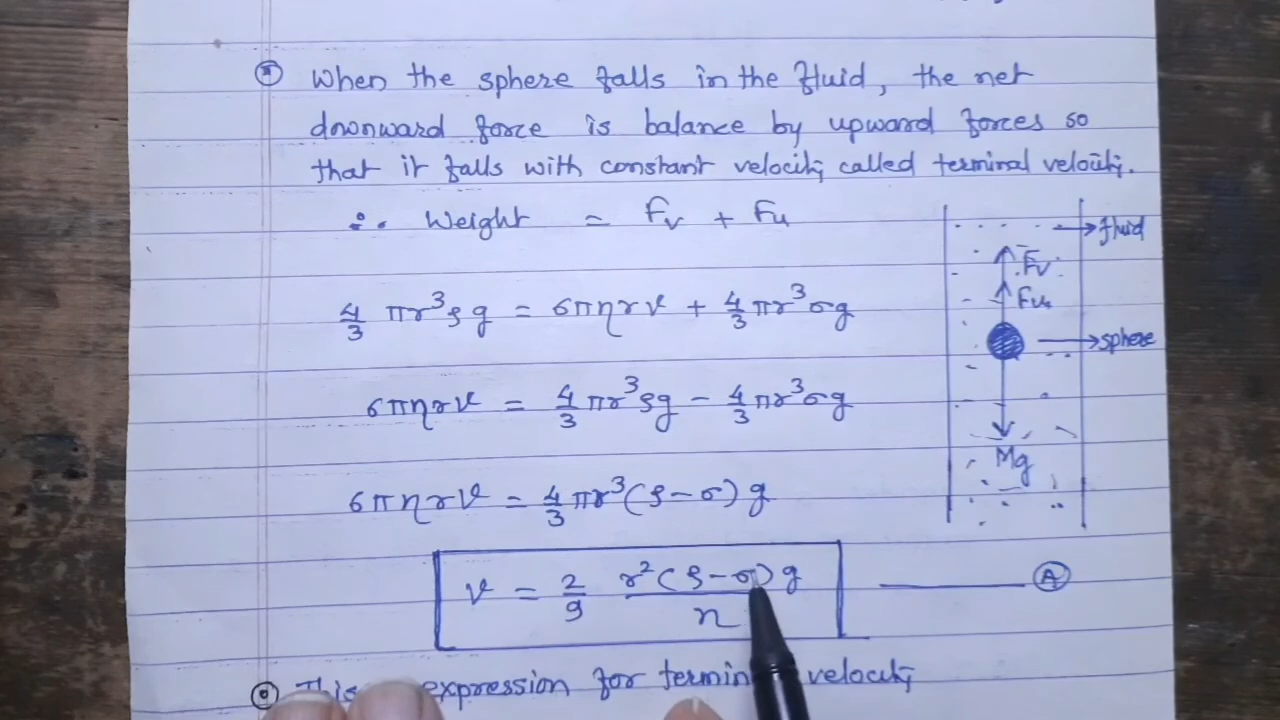 When the sphere falls in the fluid, the net
downward force is balance by upward forces so
that it falls with constant velocity called terminal velocity.
∴ Weight = Fv + Fu
4/3 πr³ρg = 6πηrv + 4/3 πr³σg
6πηrv = 4/3 πr³ρg − 4/3 πr³σg
6πηrv = 4/3 πr³(ρ−σ)g
v = 2/9 r²(ρ−σ)g/η ——— Ⓐ
expression for velocity
fluid
Fv
Fu
sphere
Mg